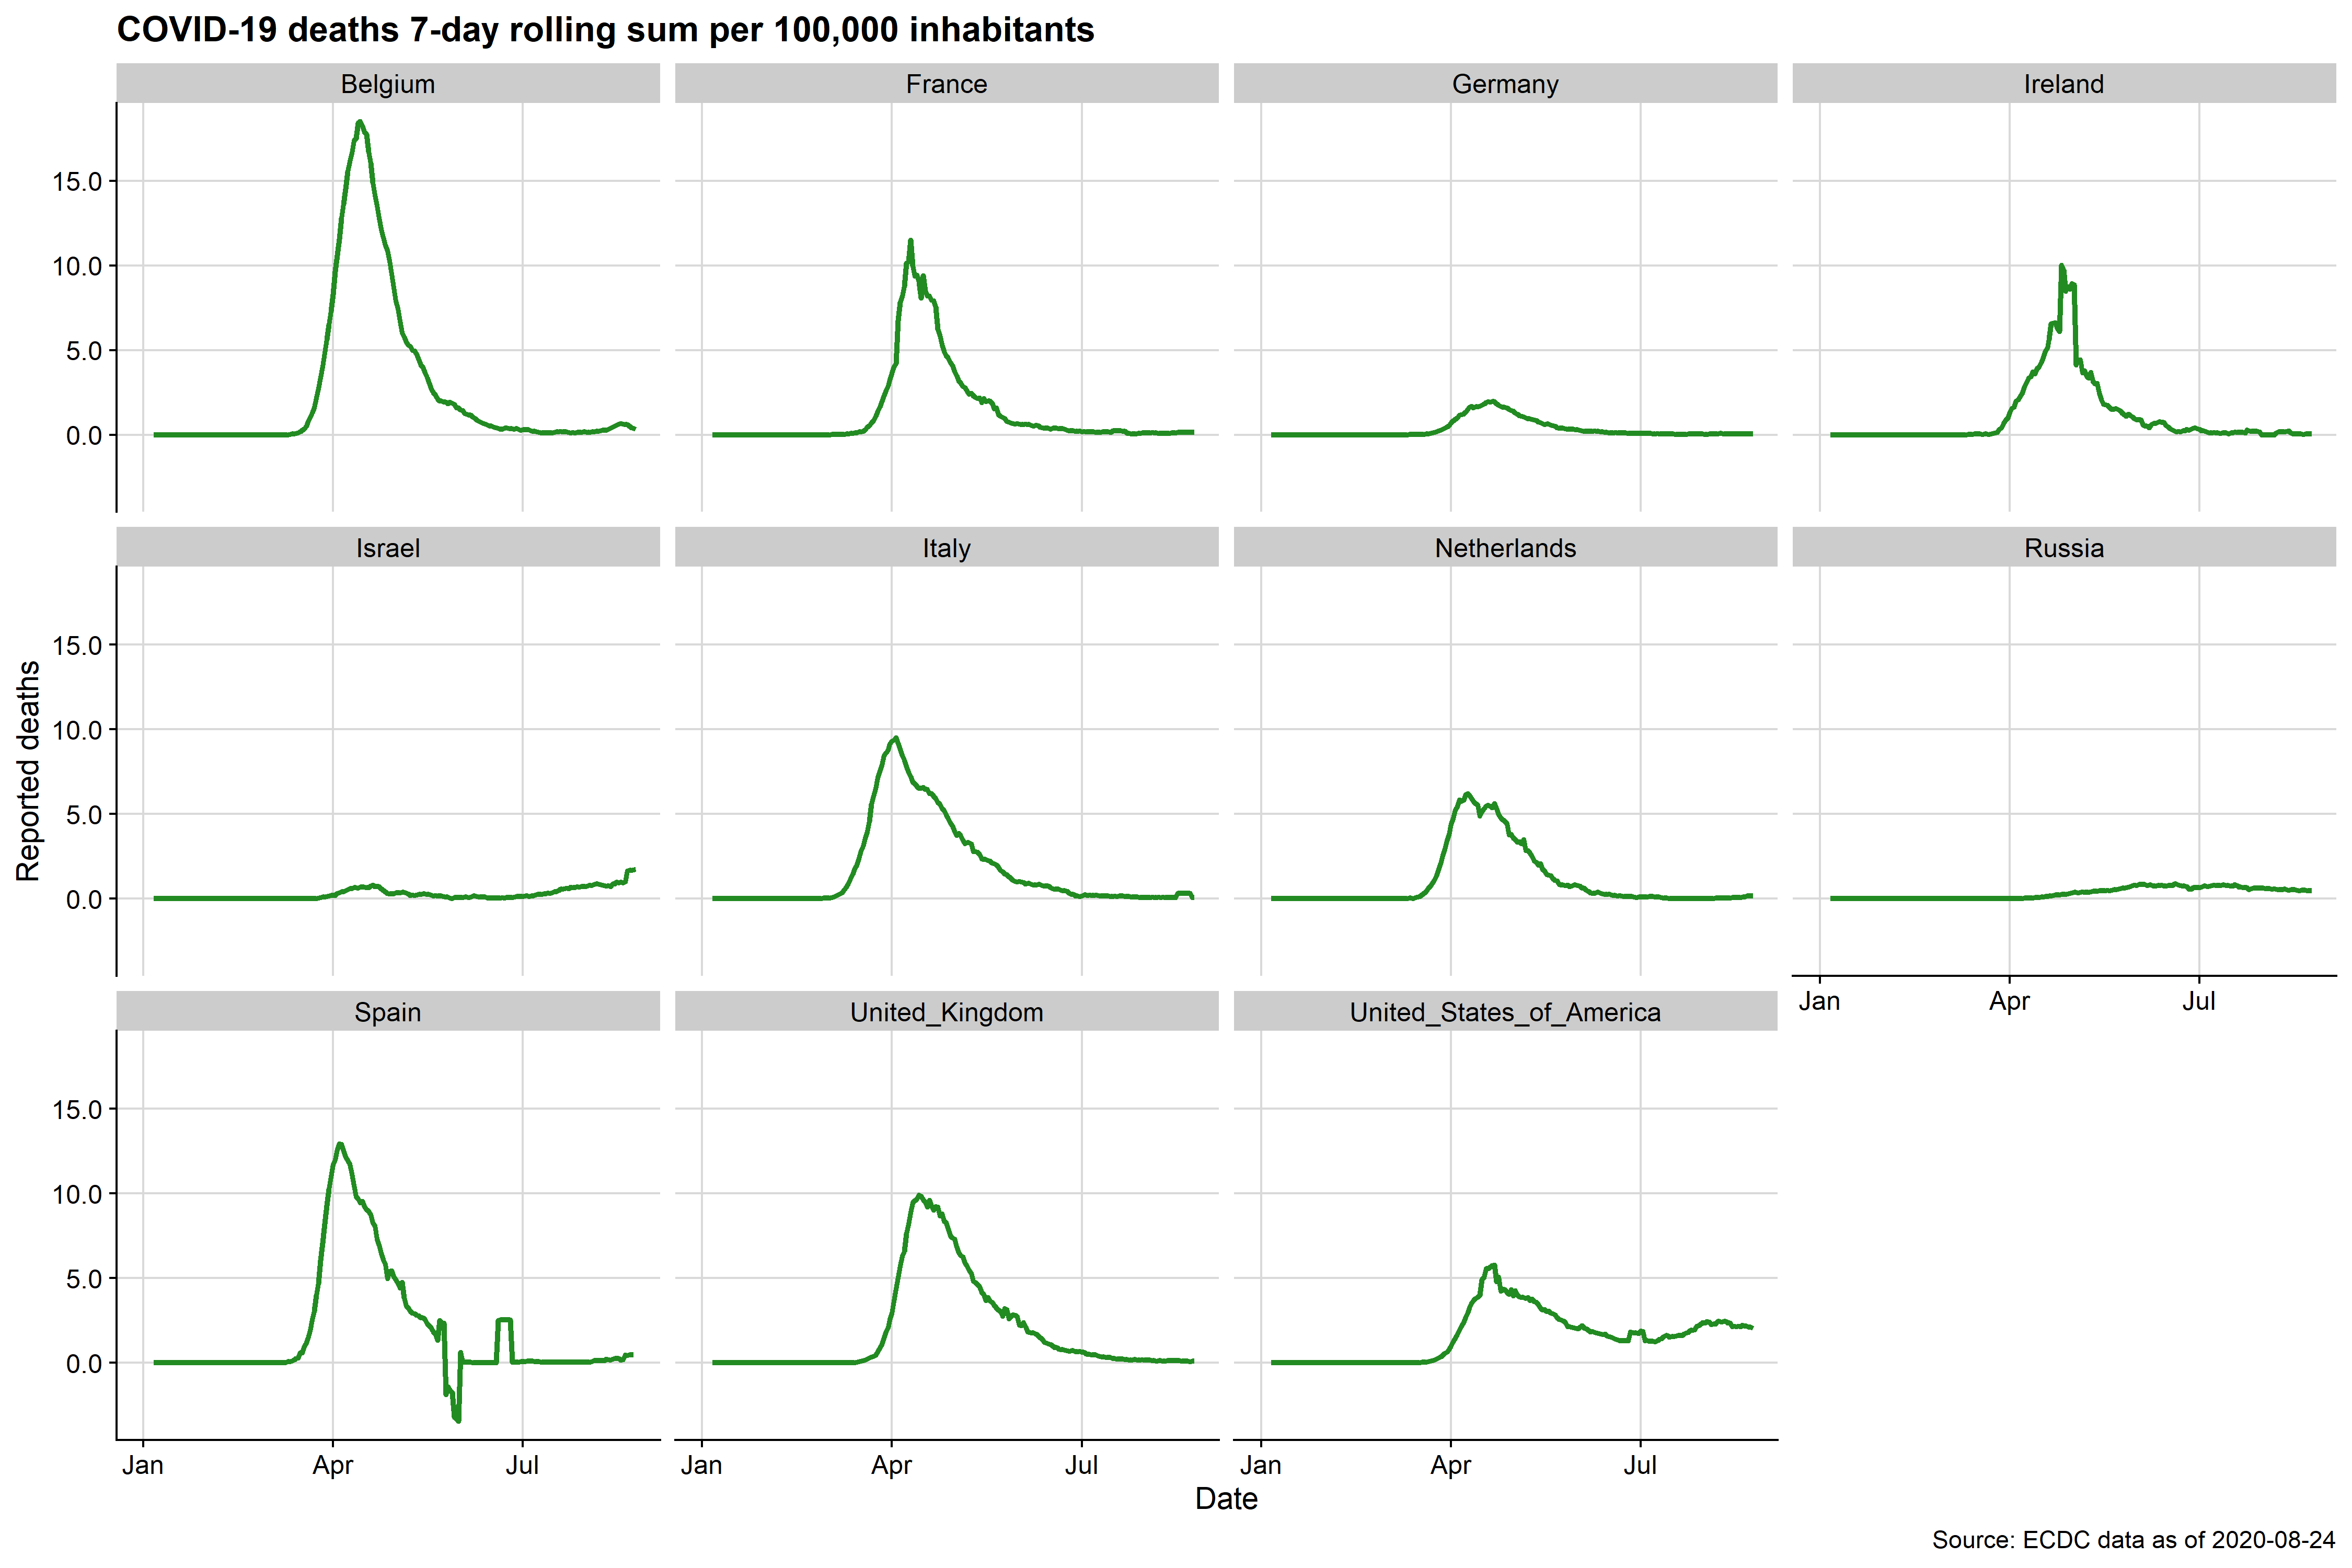 COVID-19 deaths 7-day rolling sum per 100,000 inhabitants
Belgium France Germany Ireland
15.0
10.0
5.0
0.0
Israel Italy Netherlands Russia
15.0
10.0
5.0
0.0
Jan Apr Jul
Reported deaths
Spain United_Kingdom United_States_of_America
15.0
10.0
5.0
0.0
Jan Apr Jul Jan Apr Jul Jan Apr Jul
Date
Source: ECDC data as of 2020-08-24